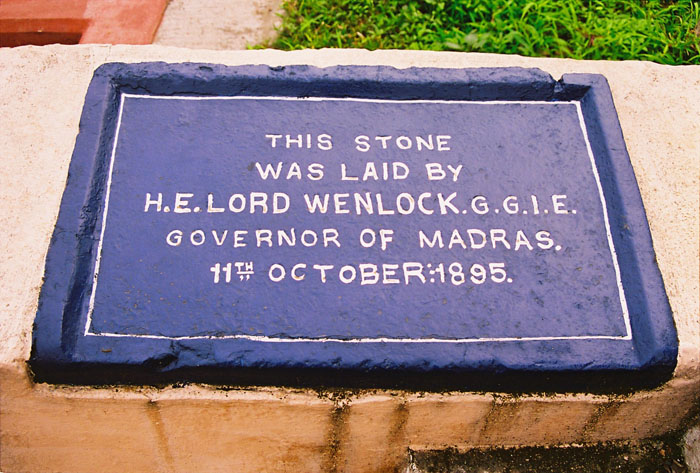 THIS STONE
WAS LAID BY
H.E. LORD WENLOCK. G.G.I.E.
GOVERNOR OF MADRAS.
11TH OCTOBER:1895.